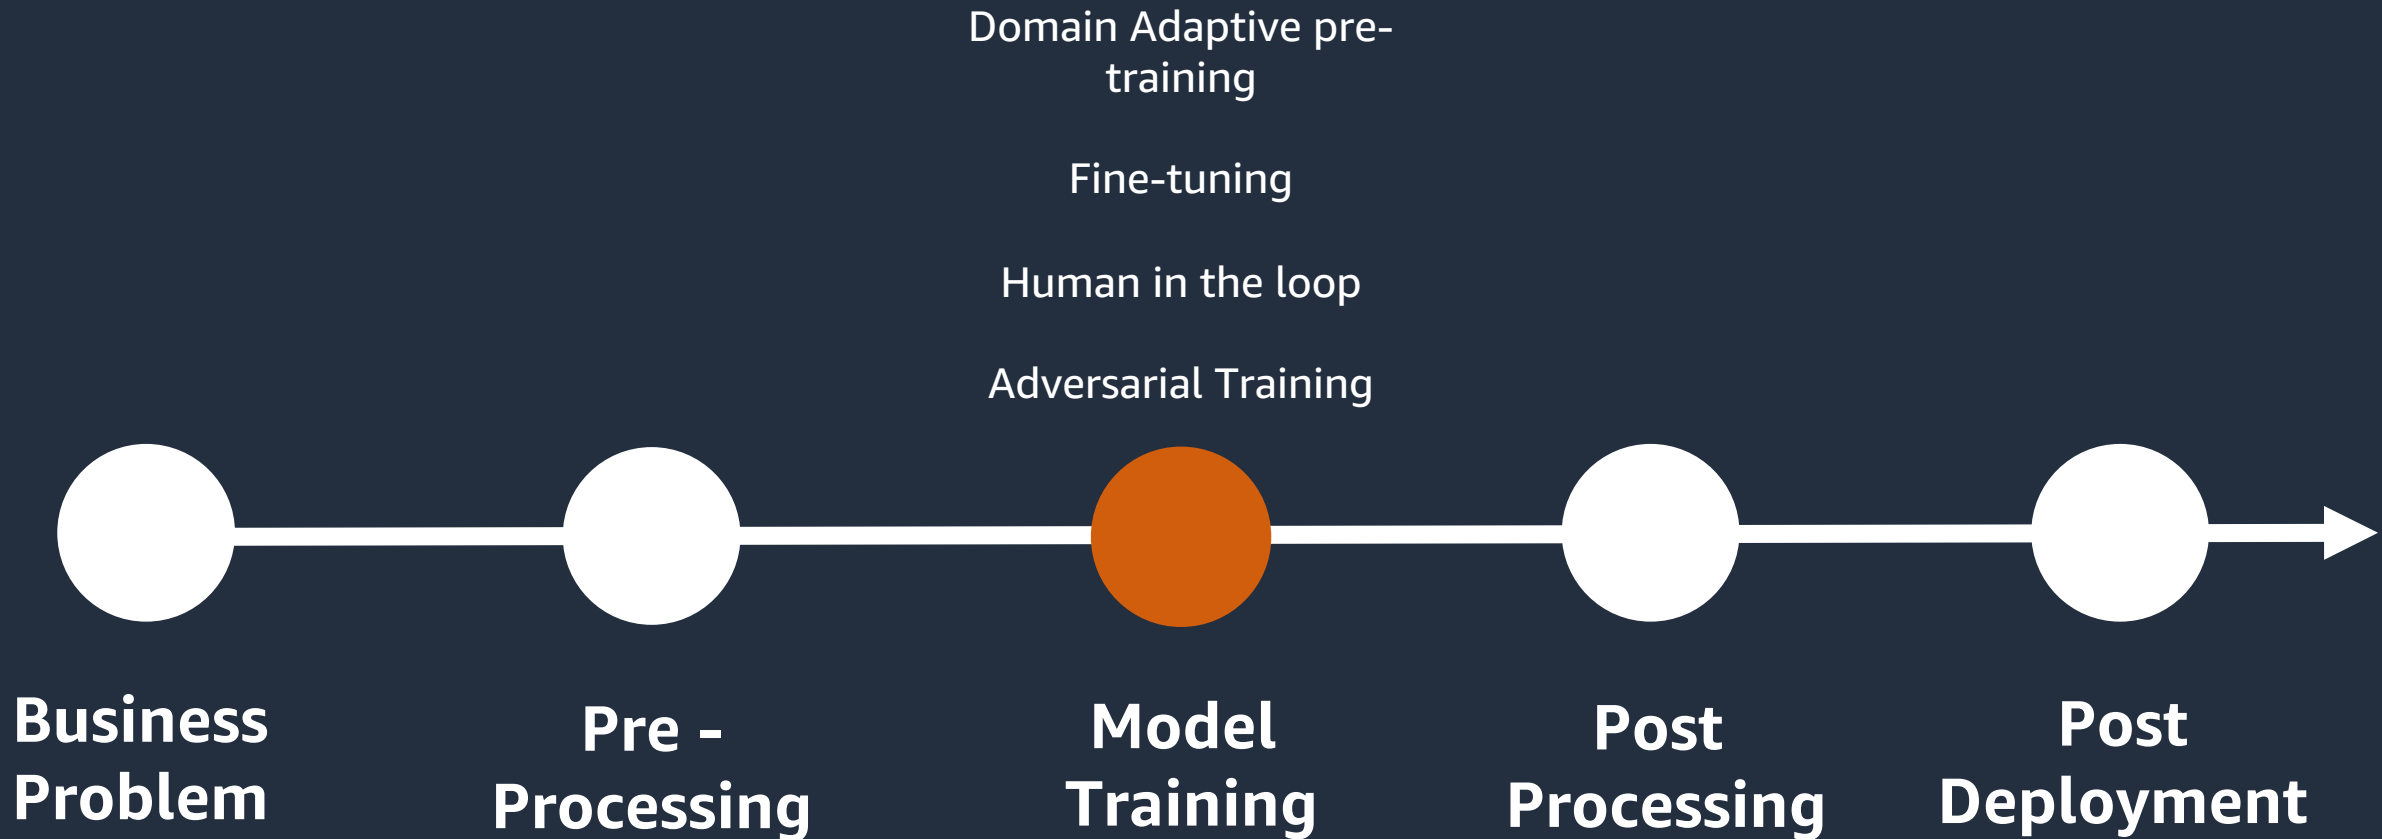 Domain Adaptive pre-
training
Fine-tuning
Human in the loop
Adversarial Training
Business
Problem
Pre -
Processing
Model
Training
Post
Processing
Post
Deployment